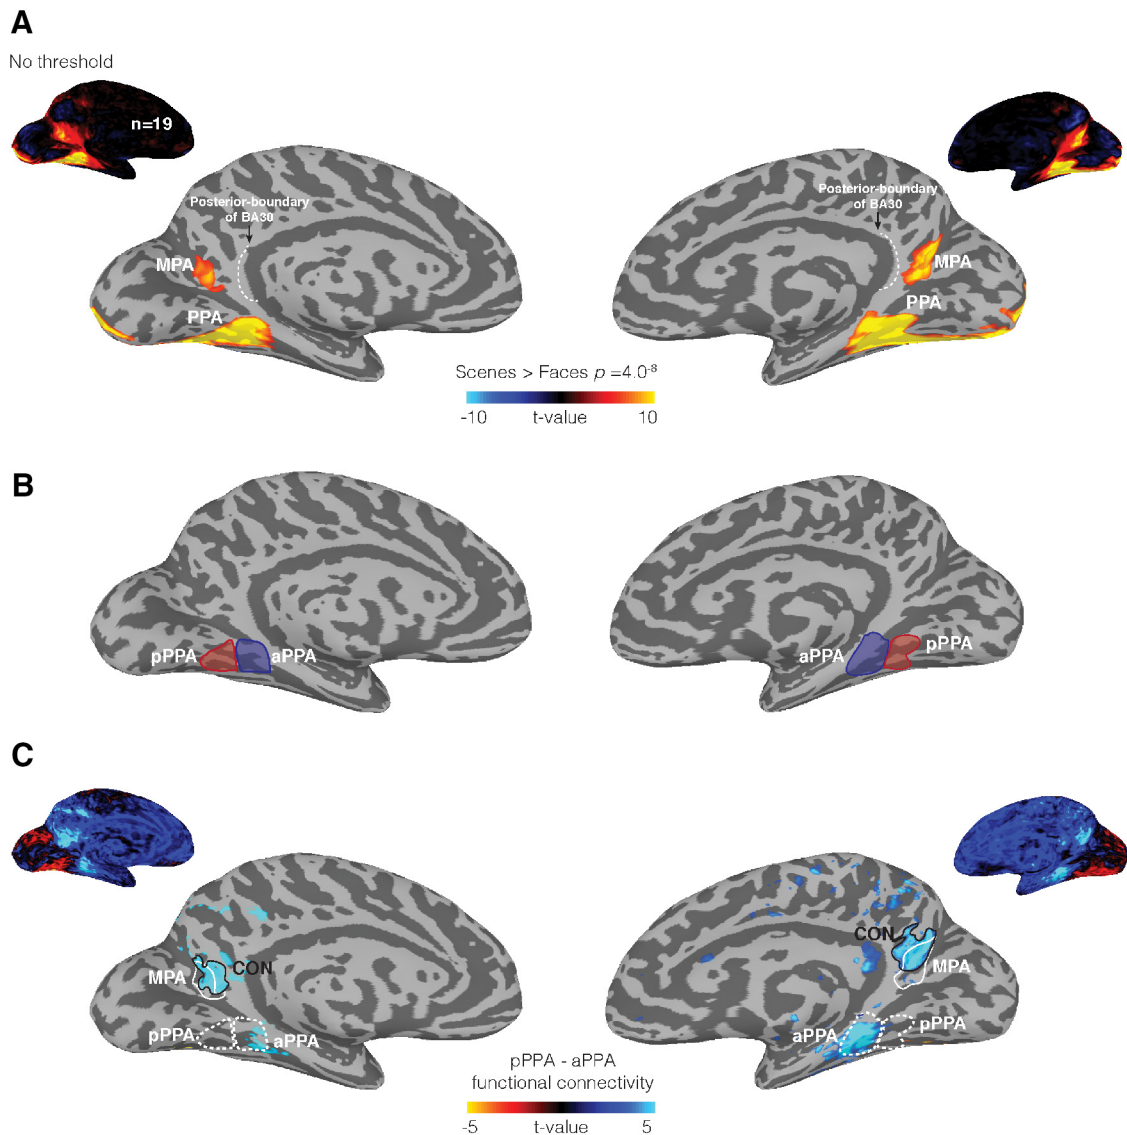 A
No threshold
n=19
Posterior-boundary
of BA30
MPA
PPA
Posterior-boundary
of BA30
MPA
PPA
Scenes > Faces p =4.0-8
-10 t-value 10
B
pPPA aPPA
aPPA pPPA
C
CON
MPA
pPPA aPPA
CON
MPA
aPPA pPPA
pPPA - aPPA
functional connectivity
-5 t-value 5